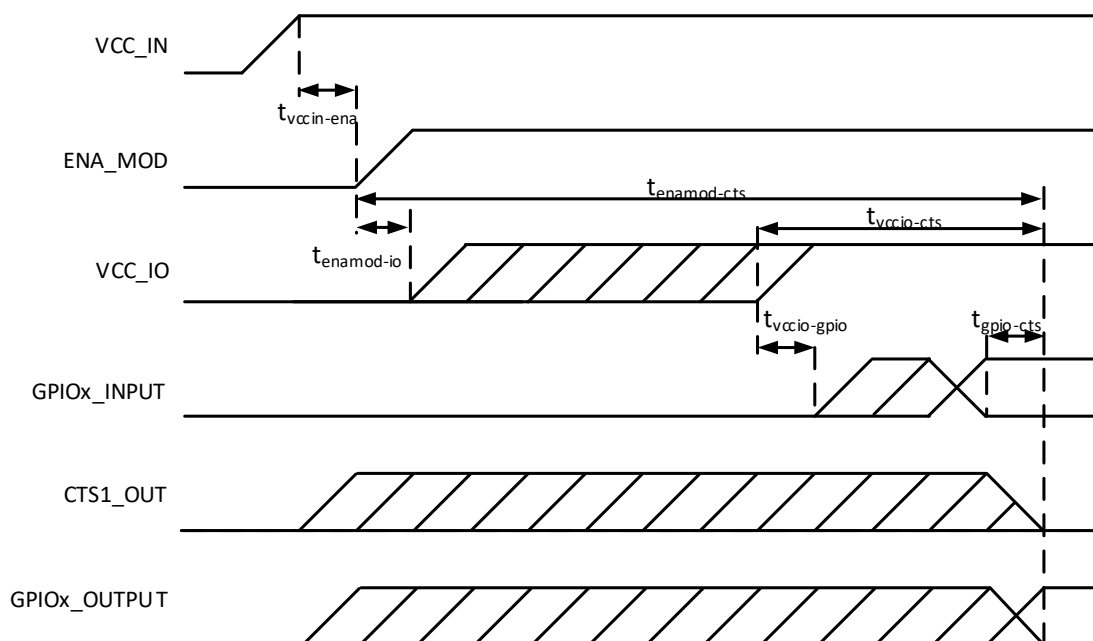 VCC_IN
tvccin-ena
ENA_MOD
tenamod-cts
tvccio-cts
tenamod-io
VCC_IO
tvccio-gpio
tgpio-cts
GPIOx_INPUT
CTS1_OUT
GPIOx_OUTPUT